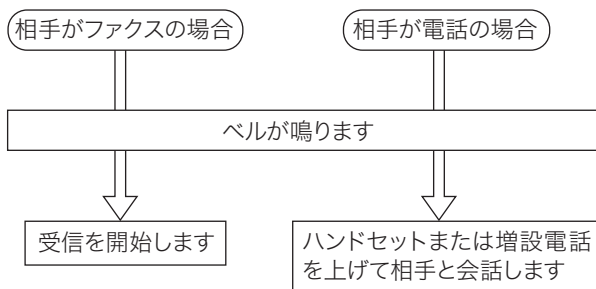 相手がファクスの場合
相手が電話の場合
ベルが鳴ります
受信を開始します
ハンドセットまたは増設電話
を上げて相手と会話します